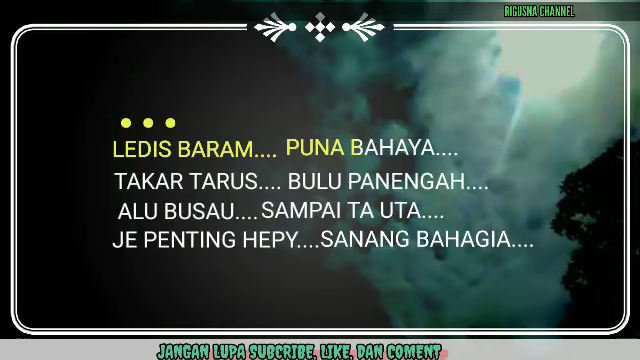 RIGUSNA CHANNEL
LEDIS BARAM.... PUNA BAHAYA....
TAKAR TARUS.... BULU PANENGAH....
ALU BUSAU.... SAMPAI TA UTA....
JE PENTING HEPY.... SANANG BAHAGIA....
JANGAN LUPA SUBCRIBE, LIKE, DAN COMENT